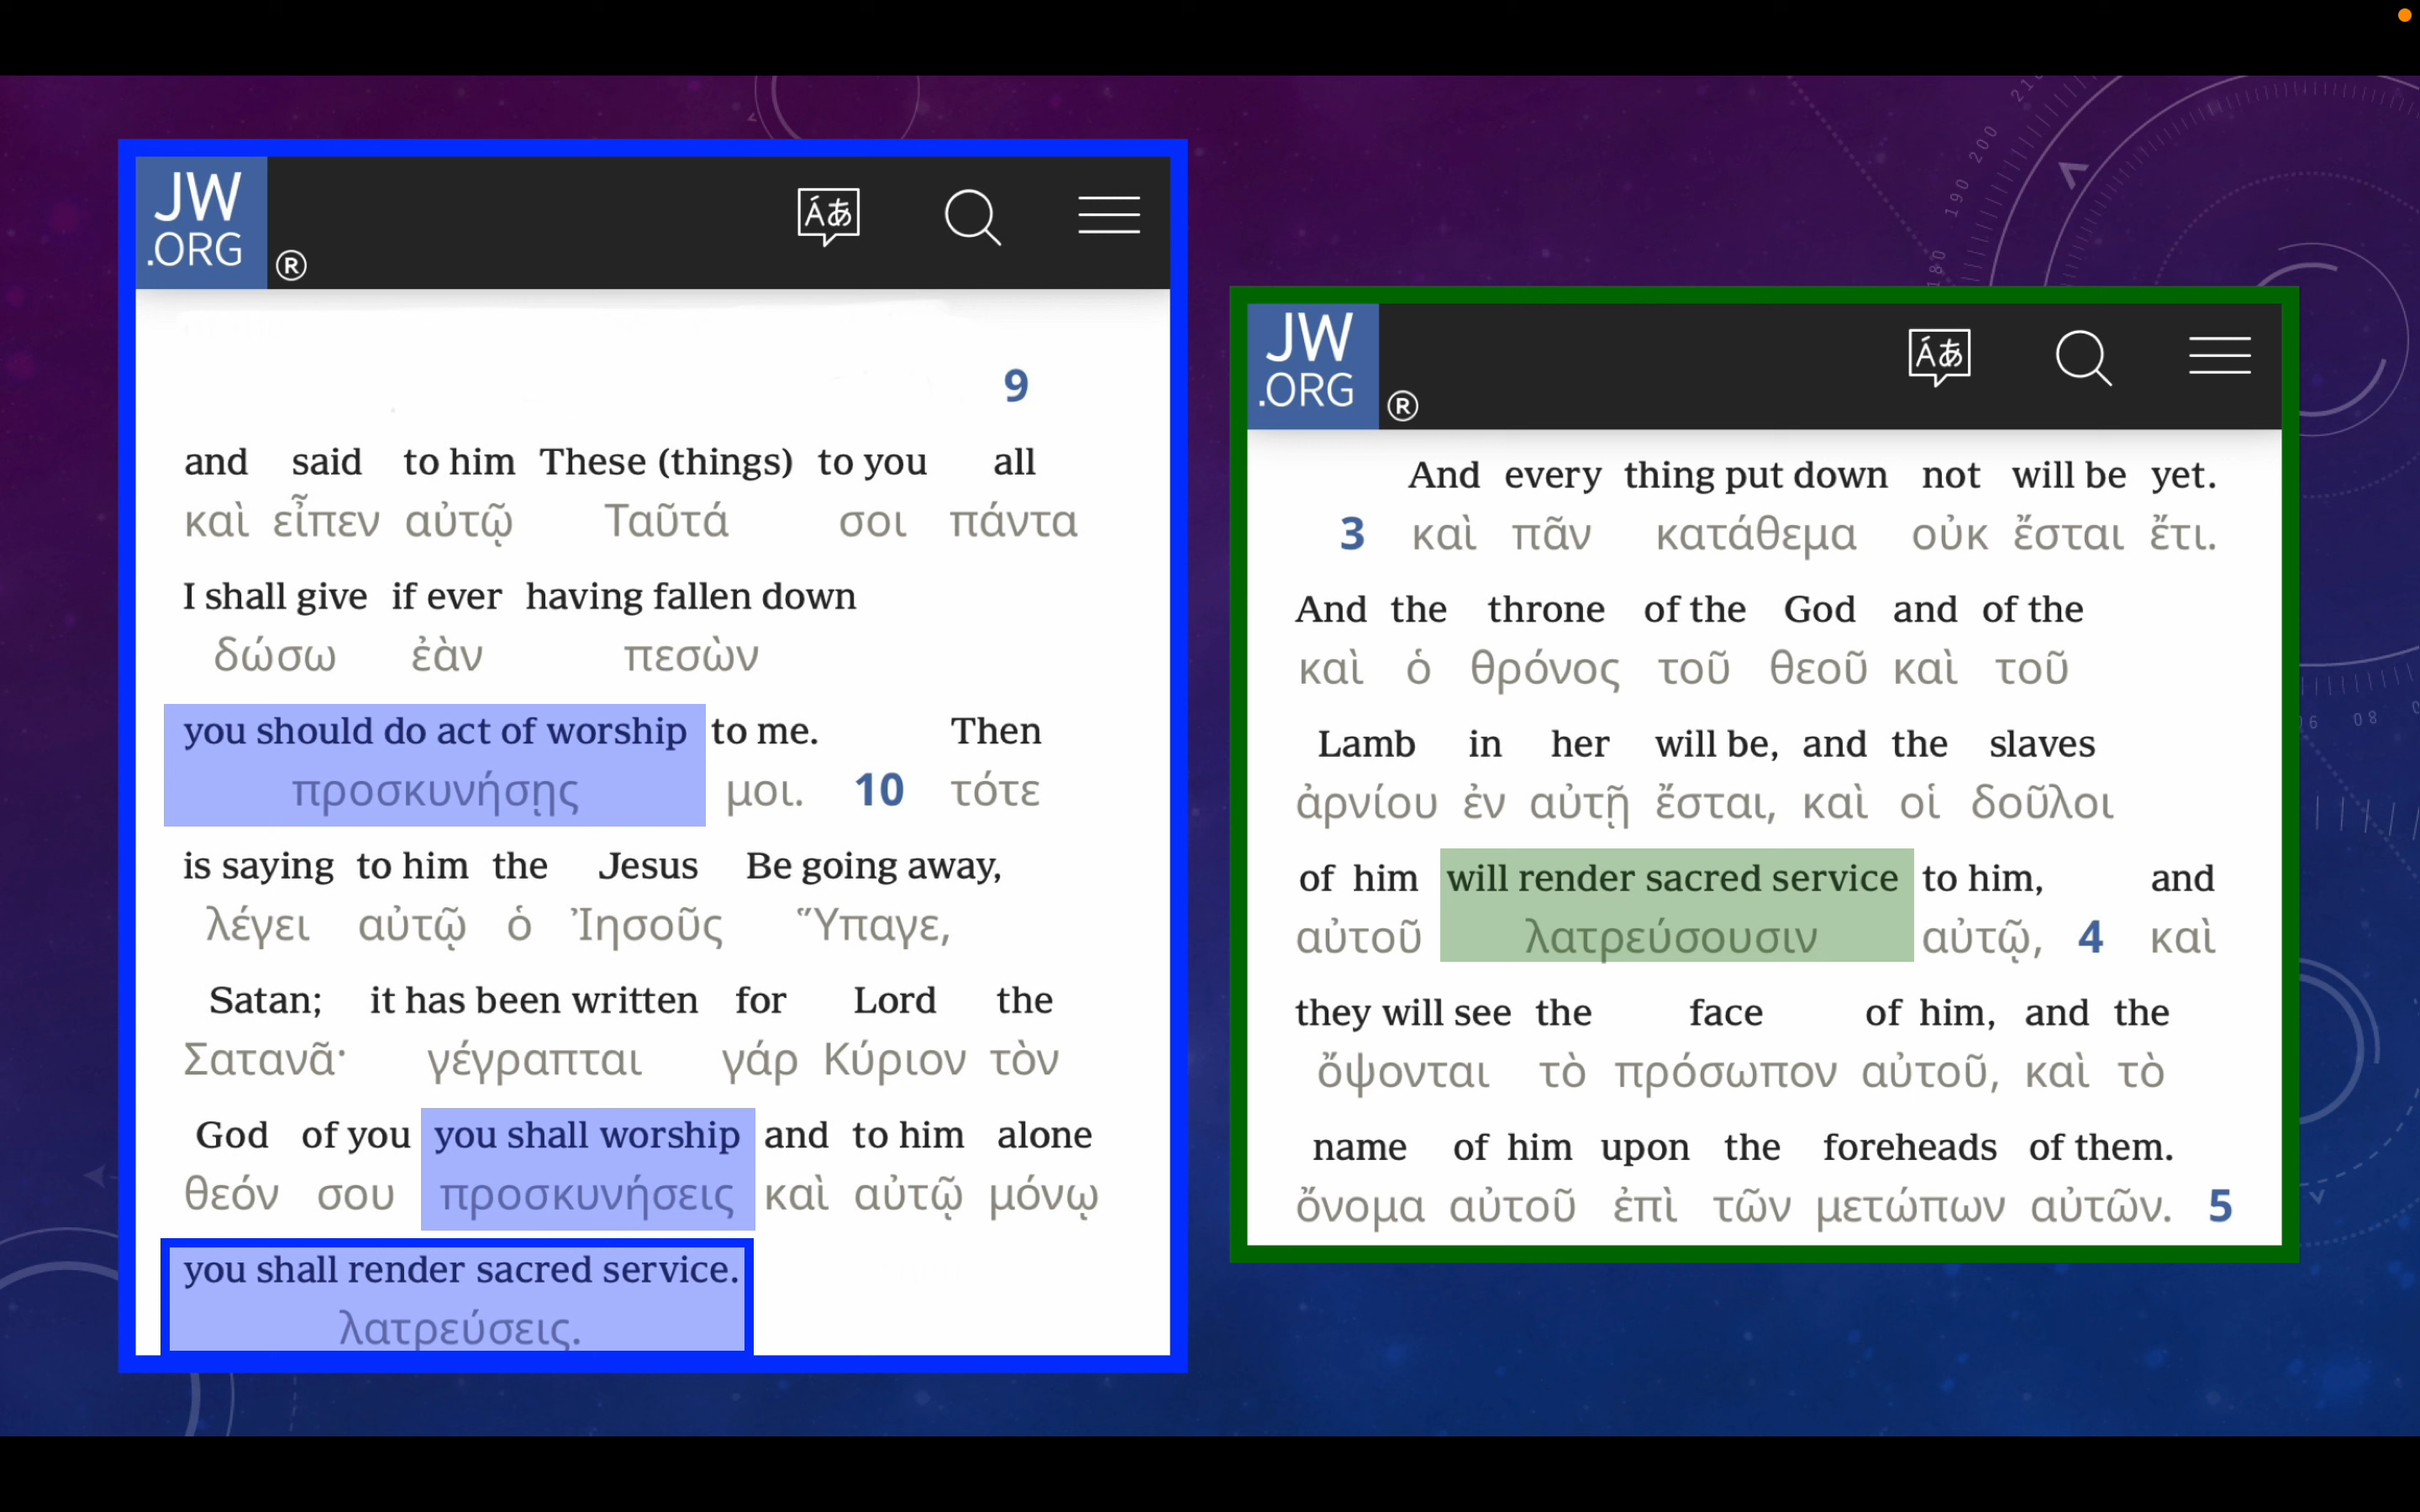 JW
.ORG
®
Áあ
9
and said to him These (things) to you all
καὶ εἶπεν αὐτῷ Ταῦτά σοι πάντα
I shall give if ever having fallen down
δώσω ἐὰν πεσὼν
you should do act of worship to me. Then
προσκυνήσῃς μοι. 10 τότε
is saying to him the Jesus Be going away,
λέγει αὐτῷ ὁ Ἰησοῦς Ὕπαγε,
Satan; it has been written for Lord the
Σατανᾶ· γέγραπται γάρ Κύριον τὸν
God of you you shall worship and to him alone
θεόν σου προσκυνήσεις καὶ αὐτῷ μόνῳ
you shall render sacred service.
λατρεύσεις.
JW
.ORG
®
Áあ
And every thing put down not will be yet.
3 καὶ πᾶν κατάθεμα οὐκ ἔσται ἔτι.
And the throne of the God and of the
καὶ ὁ θρόνος τοῦ θεοῦ καὶ τοῦ
Lamb in her will be, and the slaves
ἀρνίου ἐν αὐτῇ ἔσται, καὶ οἱ δοῦλοι
of him will render sacred service to him, and
αὐτοῦ λατρεύσουσιν αὐτῷ, 4 καὶ
they will see the face of him, and the
ὄψονται τὸ πρόσωπον αὐτοῦ, καὶ τὸ
name of him upon the foreheads of them.
ὄνομα αὐτοῦ ἐπὶ τῶν μετώπων αὐτῶν. 5